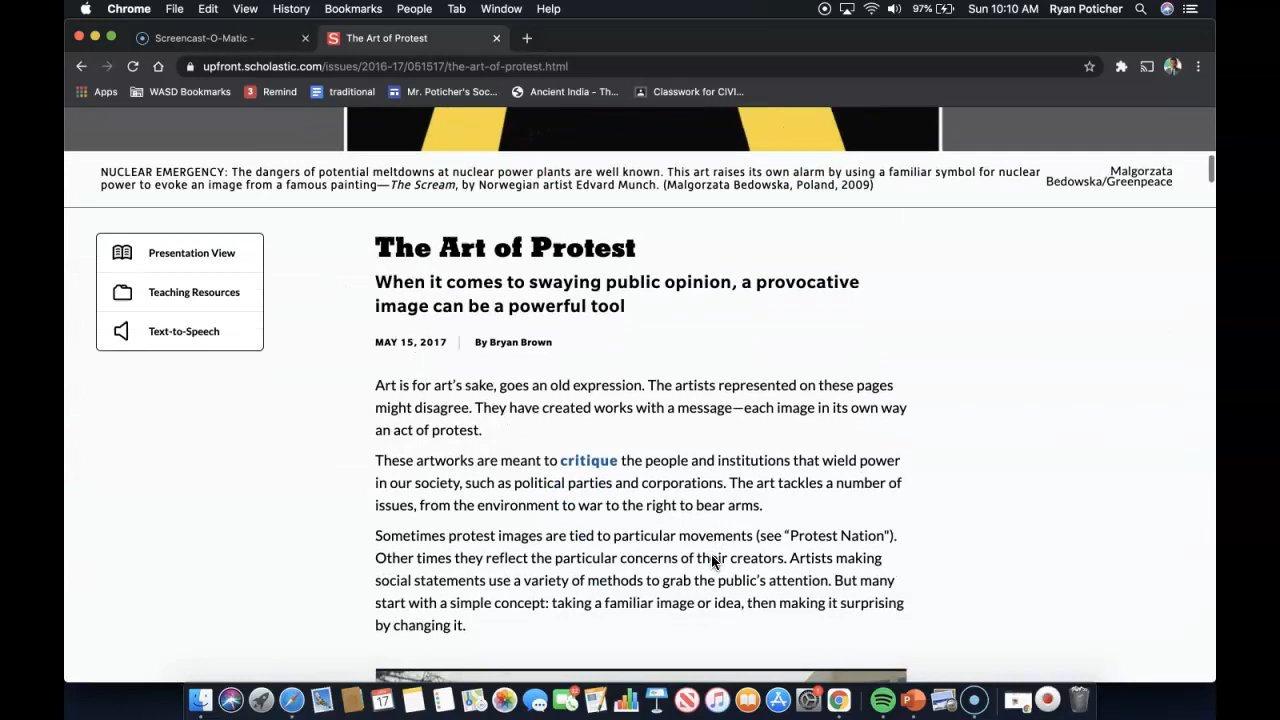 Chrome File Edit View History Bookmarks People Tab Window Help 97% Sun 10:10 AM Ryan Poticher
Screencast-O-Matic - The Art of Protest
upfront.scholastic.com/issues/2016-17/051517/the-art-of-protest.html
Apps WASD Bookmarks 3 Remind traditional Mr. Poticher's Soc... Ancient India - Th... Classwork for CIVI...
NUCLEAR EMERGENCY: The dangers of potential meltdowns at nuclear power plants are well known. This art raises its own alarm by using a familiar symbol for nuclear
power to evoke an image from a famous painting—The Scream, by Norwegian artist Edvard Munch. (Malgorzata Bedowska, Poland, 2009)
Malgorzata
Bedowska/Greenpeace
Presentation View
Teaching Resources
Text-to-Speech
The Art of Protest
When it comes to swaying public opinion, a provocative
image can be a powerful tool
MAY 15, 2017 By Bryan Brown
Art is for art's sake, goes an old expression. The artists represented on these pages
might disagree. They have created works with a message—each image in its own way
an act of protest.
These artworks are meant to critique the people and institutions that wield power
in our society, such as political parties and corporations. The art tackles a number of
issues, from the environment to war to the right to bear arms.
Sometimes protest images are tied to particular movements (see “Protest Nation”).
Other times they reflect the particular concerns of their creators. Artists making
social statements use a variety of methods to grab the public's attention. But many
start with a simple concept: taking a familiar image or idea, then making it surprising
by changing it.
17